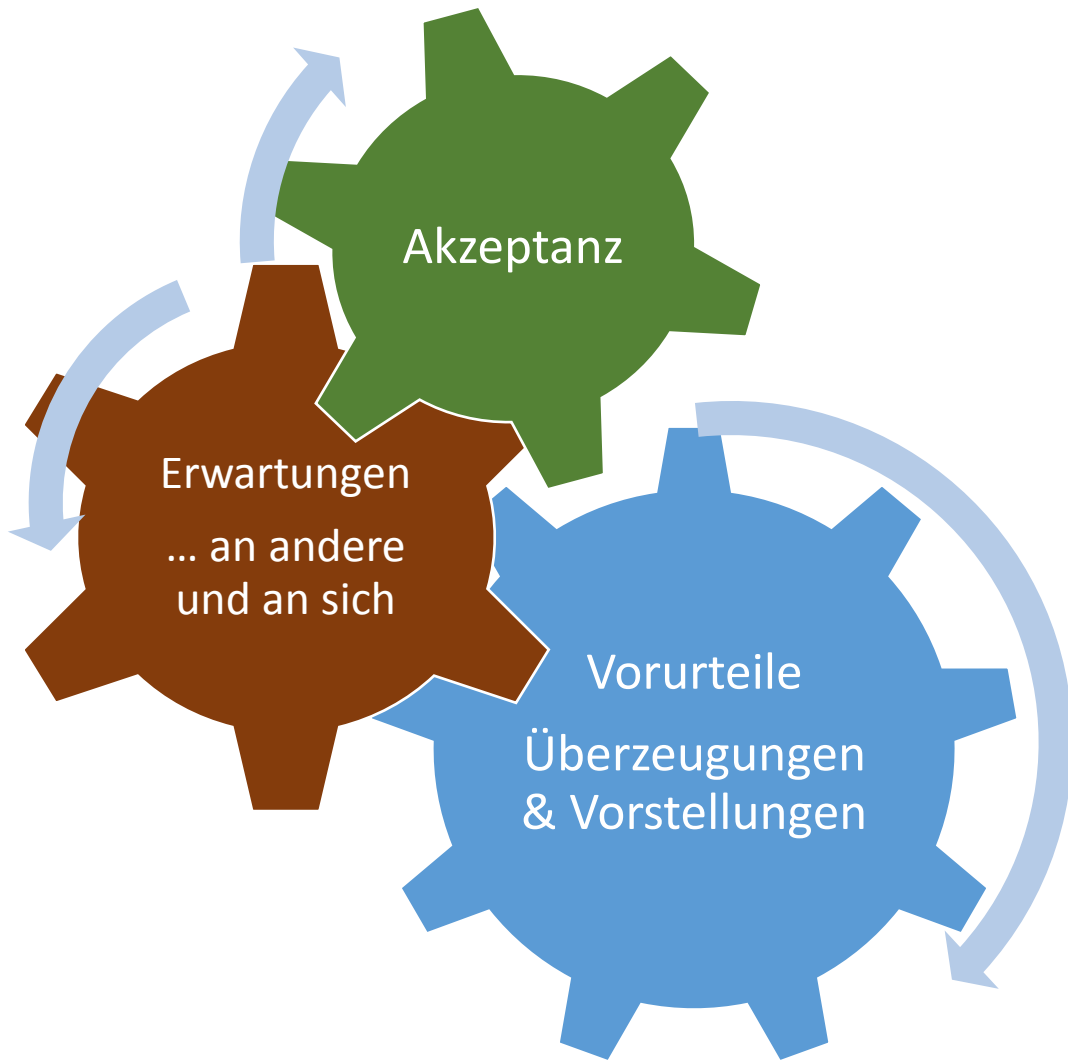 Akzeptanz
Erwartungen
... an andere
und an sich
Vorurteile
Überzeugungen
& Vorstellungen